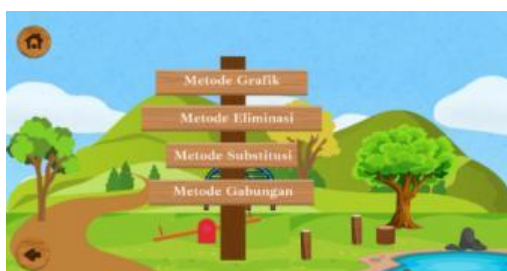 Metode Grafik
Metode Eliminasi
Metode Substitusi
Metode Gabungan